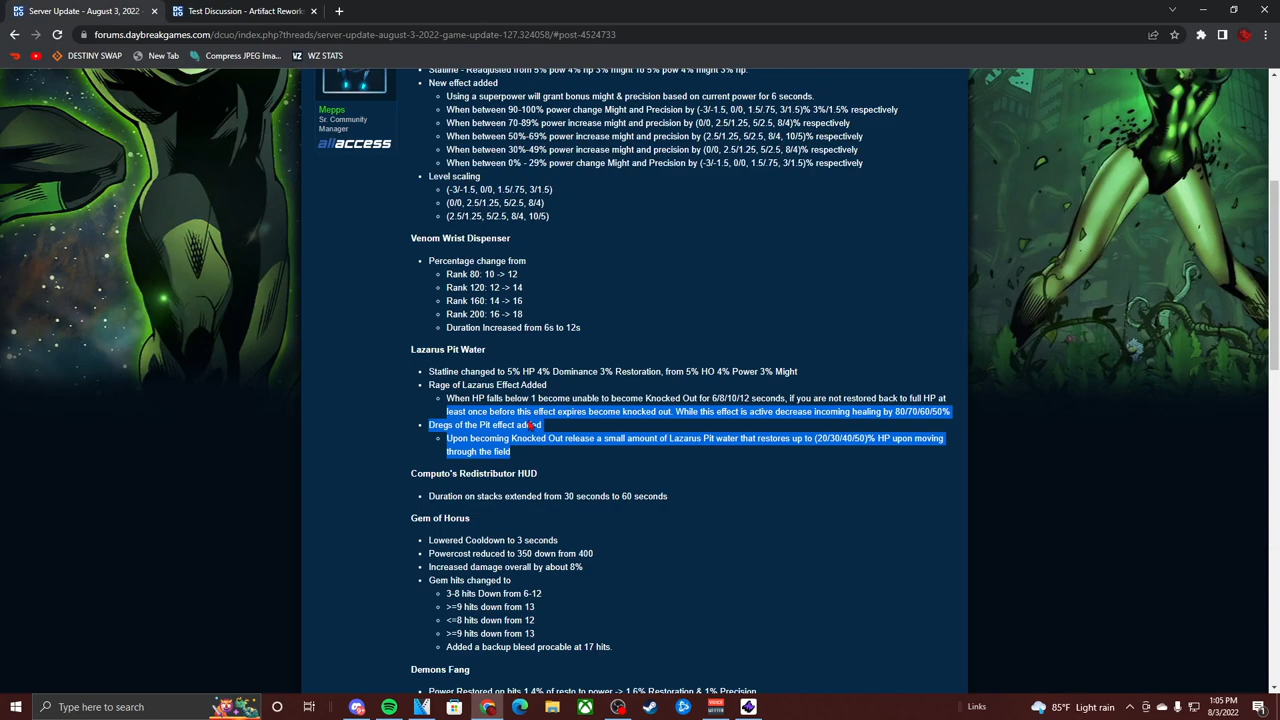 Server Update - August 3, 2022
Test Update - 7-19-22
forums.daybreakgames.com/dcuo/index.php?threads/server-update-august-3-2022-game-update-127.324058/#post-4524733
DESTINY SWAP
New Tab
Compress JPEG Ima...
WZ STATS
Statline - Readjusted from 5% pow 4% hp 3% might To 5% pow 4% might 3% hp.
New effect added
Mepps
Sr. Community
Manager
allaccess
Using a superpower will grant bonus might & precision based on current power for 6 seconds.
When between 90-100% power change Might and Precision by (-3/-1.5, 0/0, 1.5/.75, 3/1.5)% 3%/1.5% respectively
When between 70-89% power increase might and precision by (0/0, 2.5/1.25, 5/2.5, 8/4)% respectively
When between 50%-69% power increase might and precision by (2.5/1.25, 5/2.5, 8/4, 10/5)% respectively
When between 30%-49% power increase might and precision by (0/0, 2.5/1.25, 5/2.5, 8/4)% respectively
When between 0% - 29% power change Might and Precision by (-3/-1.5, 0/0, 1.5/.75, 3/1.5)% respectively
Level scaling
(-3/-1.5, 0/0, 1.5/.75, 3/1.5)
(0/0, 2.5/1.25, 5/2.5, 8/4)
(2.5/1.25, 5/2.5, 8/4, 10/5)
Venom Wrist Dispenser
Percentage change from
Rank 80: 10 -> 12
Rank 120: 12 -> 14
Rank 160: 14 -> 16
Rank 200: 16 -> 18
Duration Increased from 6s to 12s
Lazarus Pit Water
Statline changed to 5% HP 4% Dominance 3% Restoration, from 5% HO 4% Power 3% Might
Rage of Lazarus Effect Added
When HP falls below 1 become unable to become Knocked Out for 6/8/10/12 seconds, if you are not restored back to full HP at
least once before this effect expires become knocked out. While this effect is active decrease incoming healing by 80/70/60/50%
Dregs of the Pit effect added
Upon becoming Knocked Out release a small amount of Lazarus Pit water that restores up to (20/30/40/50)% HP upon moving
through the field
Computo's Redistributor HUD
Duration on stacks extended from 30 seconds to 60 seconds
Gem of Horus
Lowered Cooldown to 3 seconds
Powercost reduced to 350 down from 400
Increased damage overall by about 8%
Gem hits changed to
3-8 hits Down from 6-12
>=9 hits down from 13
<=8 hits down from 12
>=9 hits down from 13
Added a backup bleed procable at 17 hits.
Demons Fang
Power Restored on hits 1.4% of resto to power -> 1.6% Restoration & 1% Precision
Type here to search
Links
85°F Light rain
1:05 PM
8/3/2022